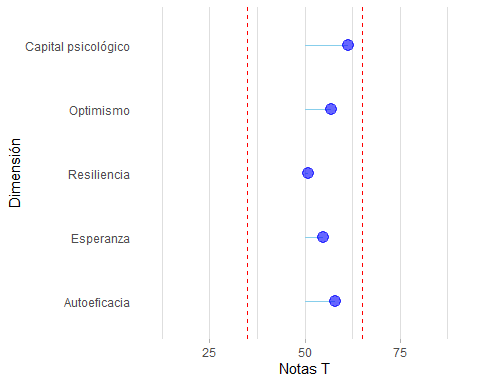 Capital psicológico
Optimismo
Resiliencia
Esperanza
Autoeficacia
Dimensión
25 50 75
Notas T